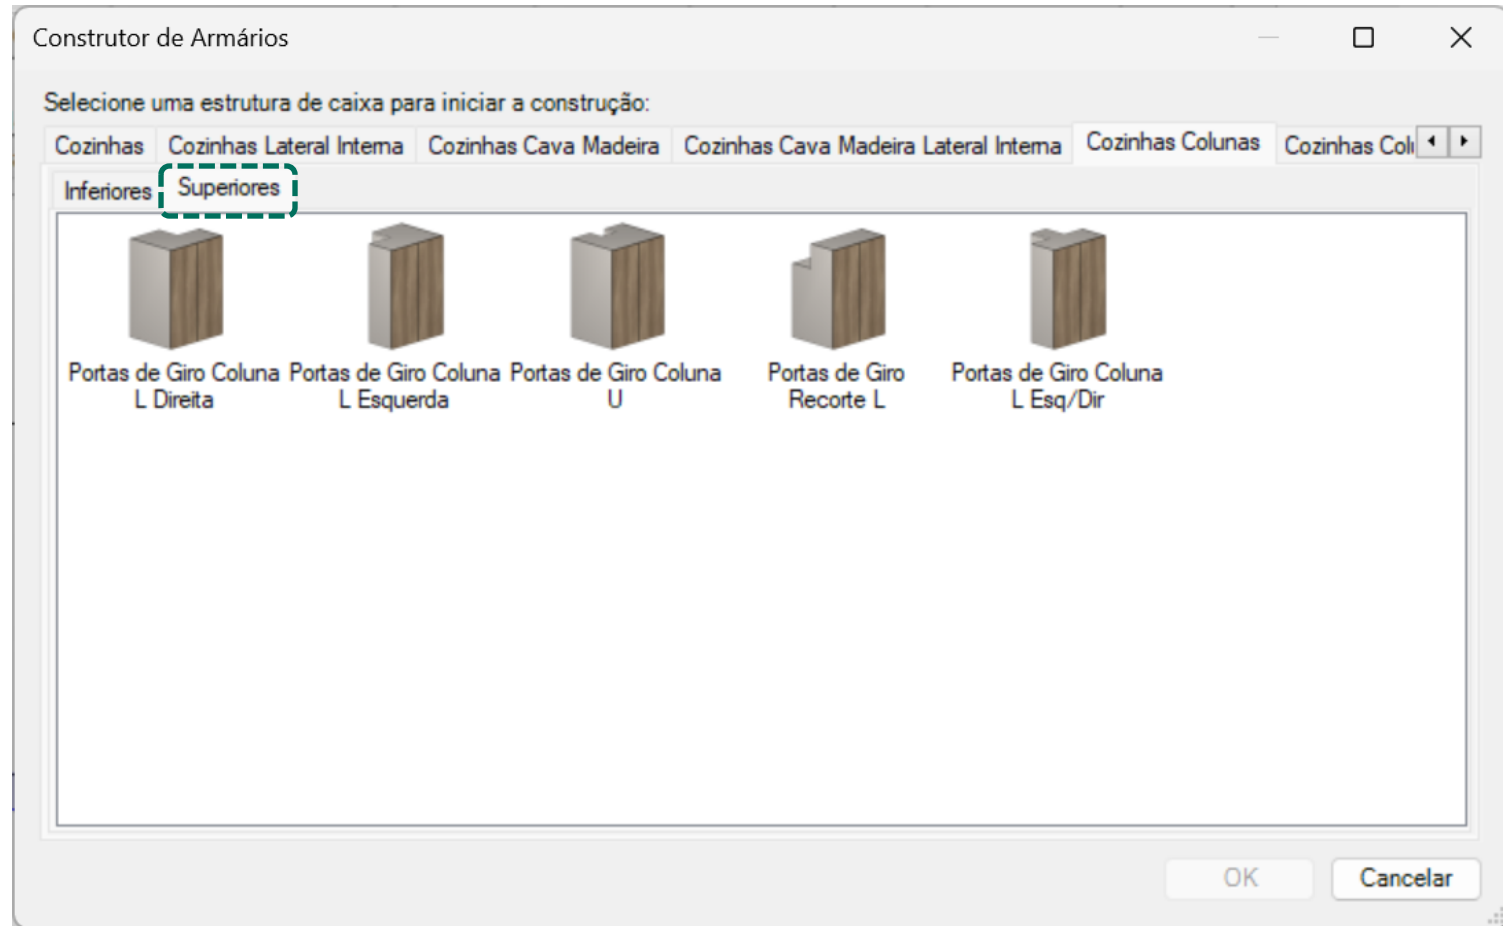 Construtor de Armários
Selecione uma estrutura de caixa para iniciar a construção:
Cozinhas Cozinhas Lateral Interna Cozinhas Cava Madeira Cozinhas Cava Madeira Lateral Interna Cozinhas Colunas Cozinhas
Inferiores Superiores
Portas de Giro Coluna Portas de Giro Coluna Portas de Giro Coluna Portas de Giro Portas de Giro Coluna
L Direita L Esquerda U Recorte L L Esq/Dir
OK Cancelar